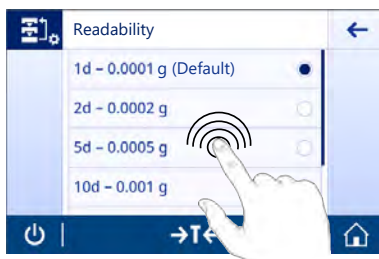 Readability
1d – 0.0001 g (Default)
2d – 0.0002 g
5d – 0.0005 g
10d – 0.001 g
→T←